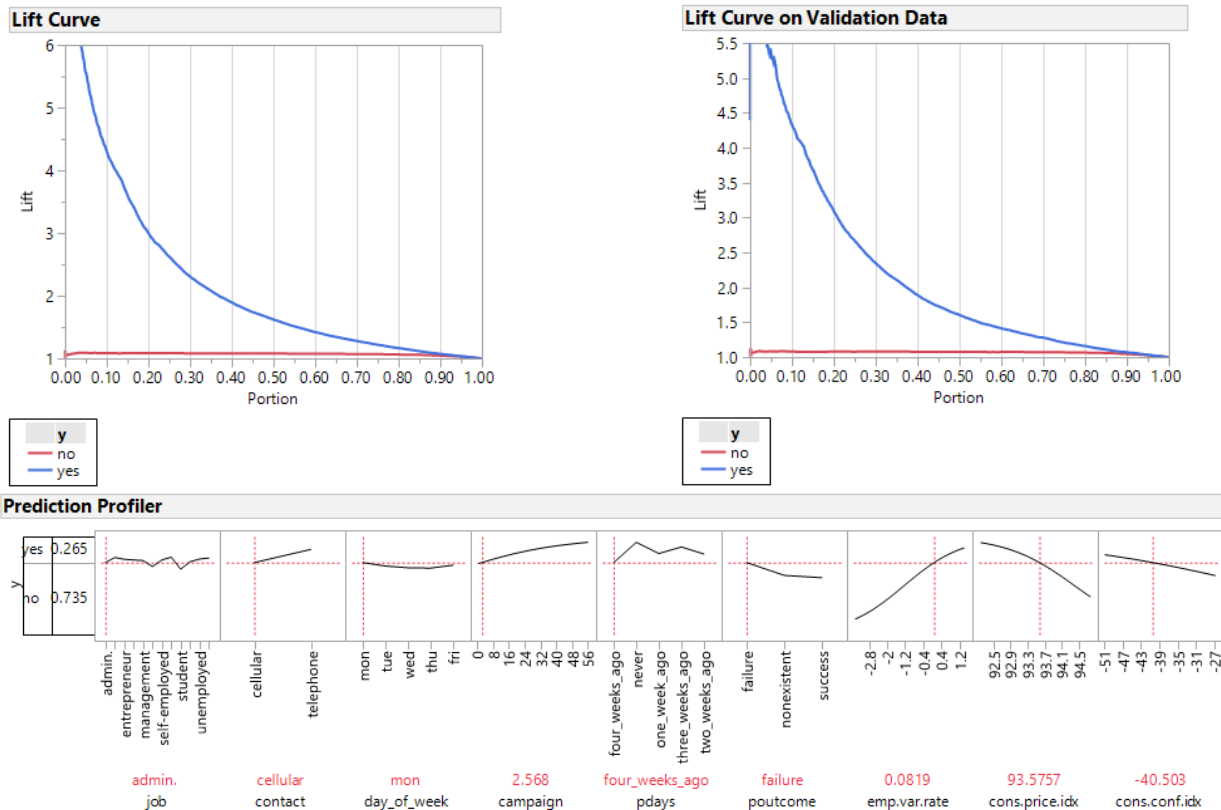 Lift Curve
6
5
4
3
2
1
Lift
0.00 0.10 0.20 0.30 0.40 0.50 0.60 0.70 0.80 0.90 1.00
Portion
y
no
yes
Lift Curve on Validation Data
5.5
5.0
4.5
4.0
3.5
3.0
2.5
2.0
1.5
1.0
Lift
0.00 0.10 0.20 0.30 0.40 0.50 0.60 0.70 0.80 0.90 1.00
Portion
y
no
yes
Prediction Profiler
y
yes 0.265
no 0.735
admin.
entrepreneur
management
self-employed
student
unemployed
cellular
telephone
mon
tue
wed
thu
fri
0
8
16
24
32
40
48
56
four_weeks_ago
never
one_week_ago
three_weeks_ago
two_weeks_ago
failure
nonexistent
success
-2.8
-2
-1.2
-0.4
0.4
1.2
92.5
92.9
93.3
93.7
94.1
94.5
-51
-47
-43
-39
-35
-31
-27
admin. cellular mon 2.568 four_weeks_ago failure 0.0819 93.5757 -40.503
job contact day_of_week campaign pdays poutcome emp.var.rate cons.price.idx cons.conf.idx